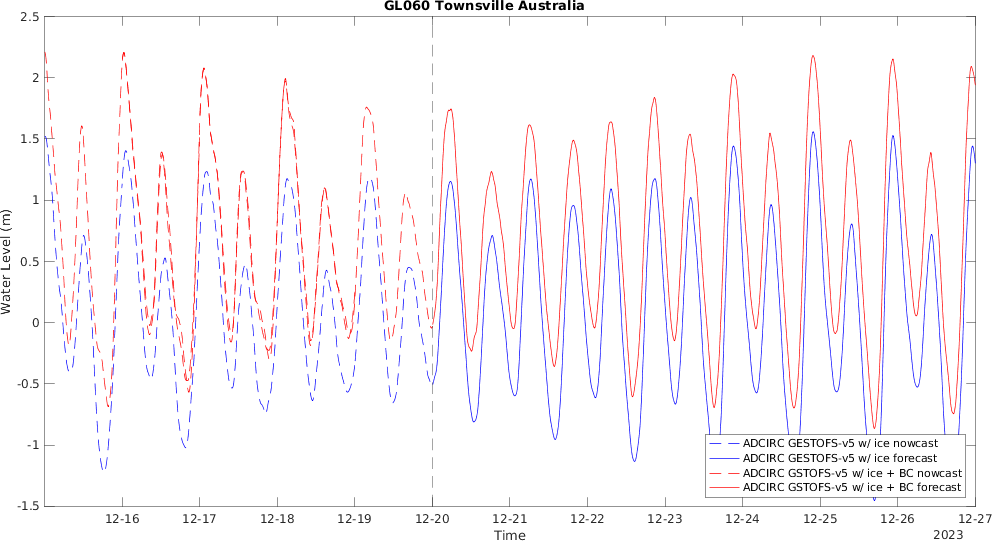 GL060 Townsville Australia
2.5
2
1.5
1
0.5
0
-0.5
-1
-1.5
Water Level (m)
ADCIRC GESTOFS-v5 w/ ice nowcast
ADCIRC GESTOFS-v5 w/ ice forecast
ADCIRC GSTOFS-v5 w/ ice + BC nowcast
ADCIRC GSTOFS-v5 w/ ice + BC forecast
12-16 12-17 12-18 12-19 12-20 12-21 12-22 12-23 12-24 12-25 12-26 12-27
Time
2023